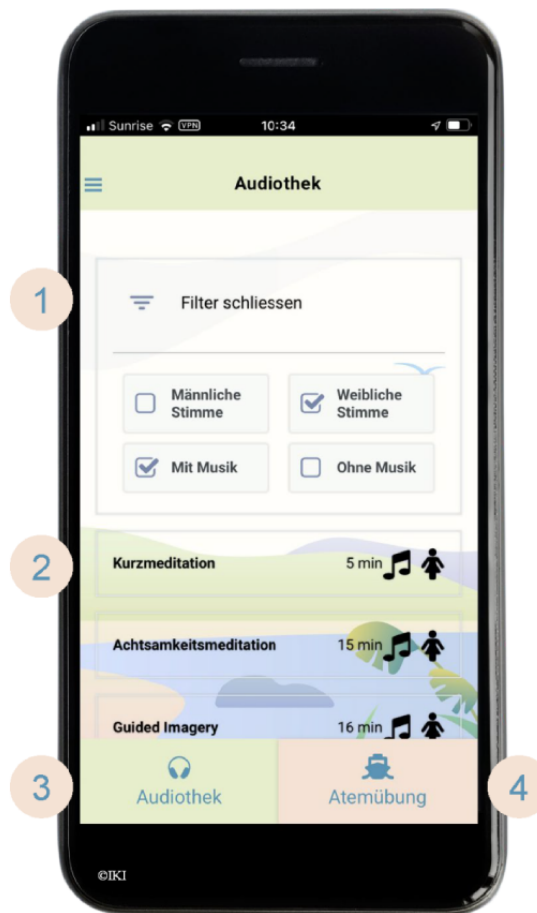 Sunrise VPN 10:34
Audiothek
1
Filter schliessen
Männliche
Stimme
Weibliche
Stimme
Mit Musik
Ohne Musik
2
Kurzmeditation 5 min
Achtsamkeitsmeditation 15 min
Guided Imagery 16 min
3
Audiothek
Atemübung
4
©IKI